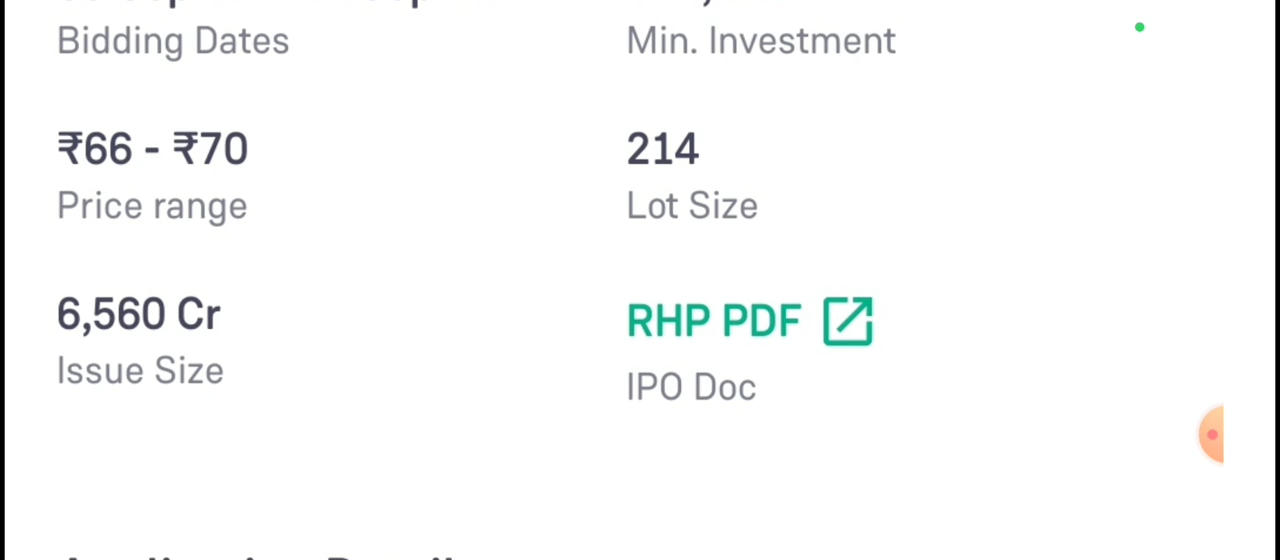 Bidding Dates
Min. Investment
₹66 - ₹70
214
Price range
Lot Size
6,560 Cr
RHP PDF
Issue Size
IPO Doc